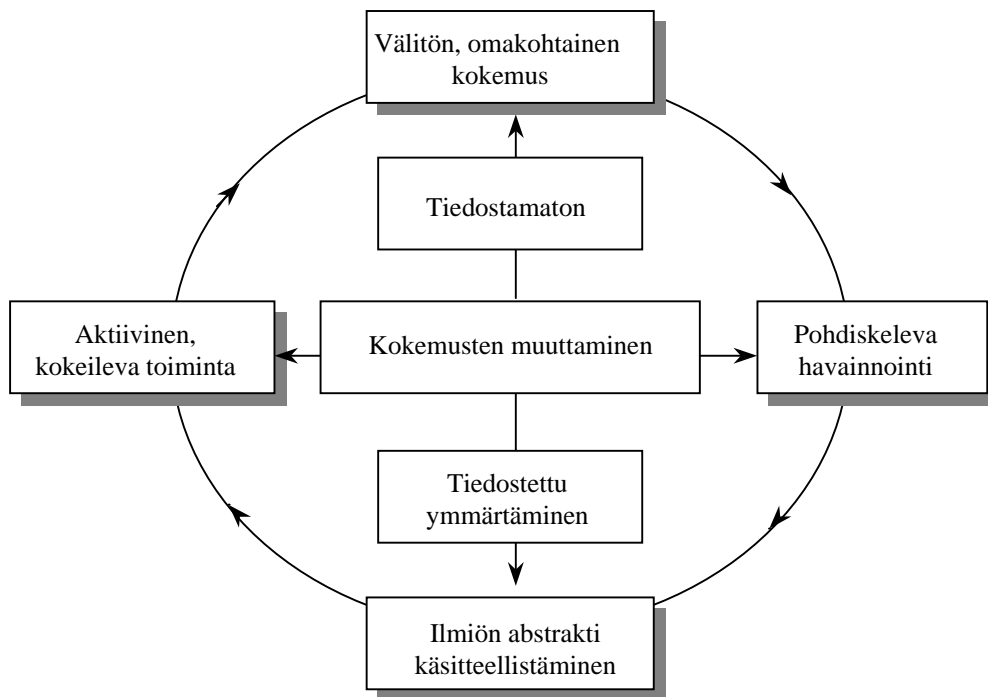 Välitön, omakohtainen
kokemus
Tiedostamaton
Aktiivinen,
kokeileva toiminta
Kokemusten muuttaminen
Pohdiskeleva
havainnointi
Tiedostettu
ymmärtäminen
Ilmiön abstrakti
käsitteellistäminen